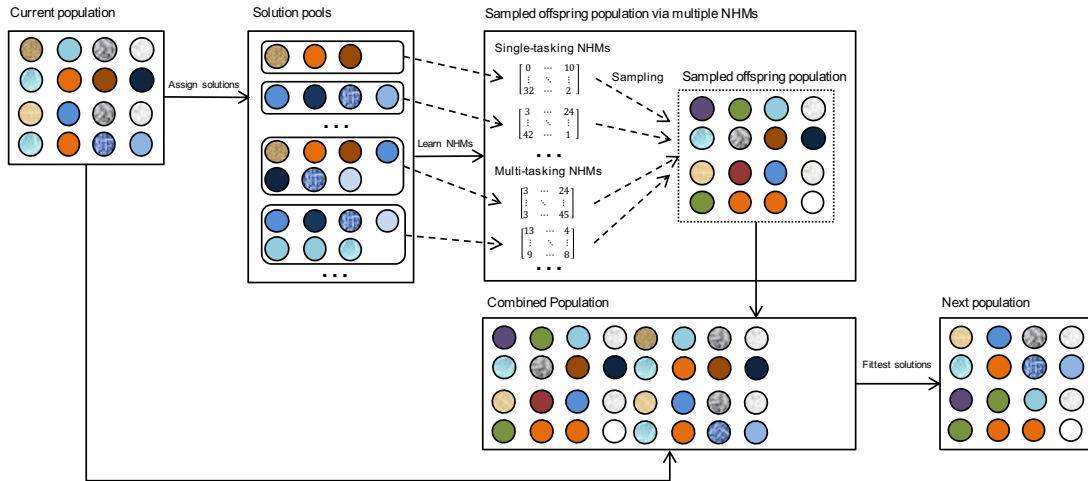 Current population
Solution pools
Sampled offspring population via multiple NHMs
Assign solutions
. . .
. . .
Learn NHMs
Single-tasking NHMs
0 ⋯ 10
⋮ ⋱ ⋮
32 ⋯ 2
Sampling
3 ⋯ 24
⋮ ⋱ ⋮
42 ⋯ 1
. . .
Multi-tasking NHMs
3 ⋯ 24
⋮ ⋱ ⋮
3 ⋯ 45
13 ⋯ 4
⋮ ⋱ ⋮
9 ⋯ 8
. . .
Sampled offspring population
Combined Population
Fittest solutions
Next population